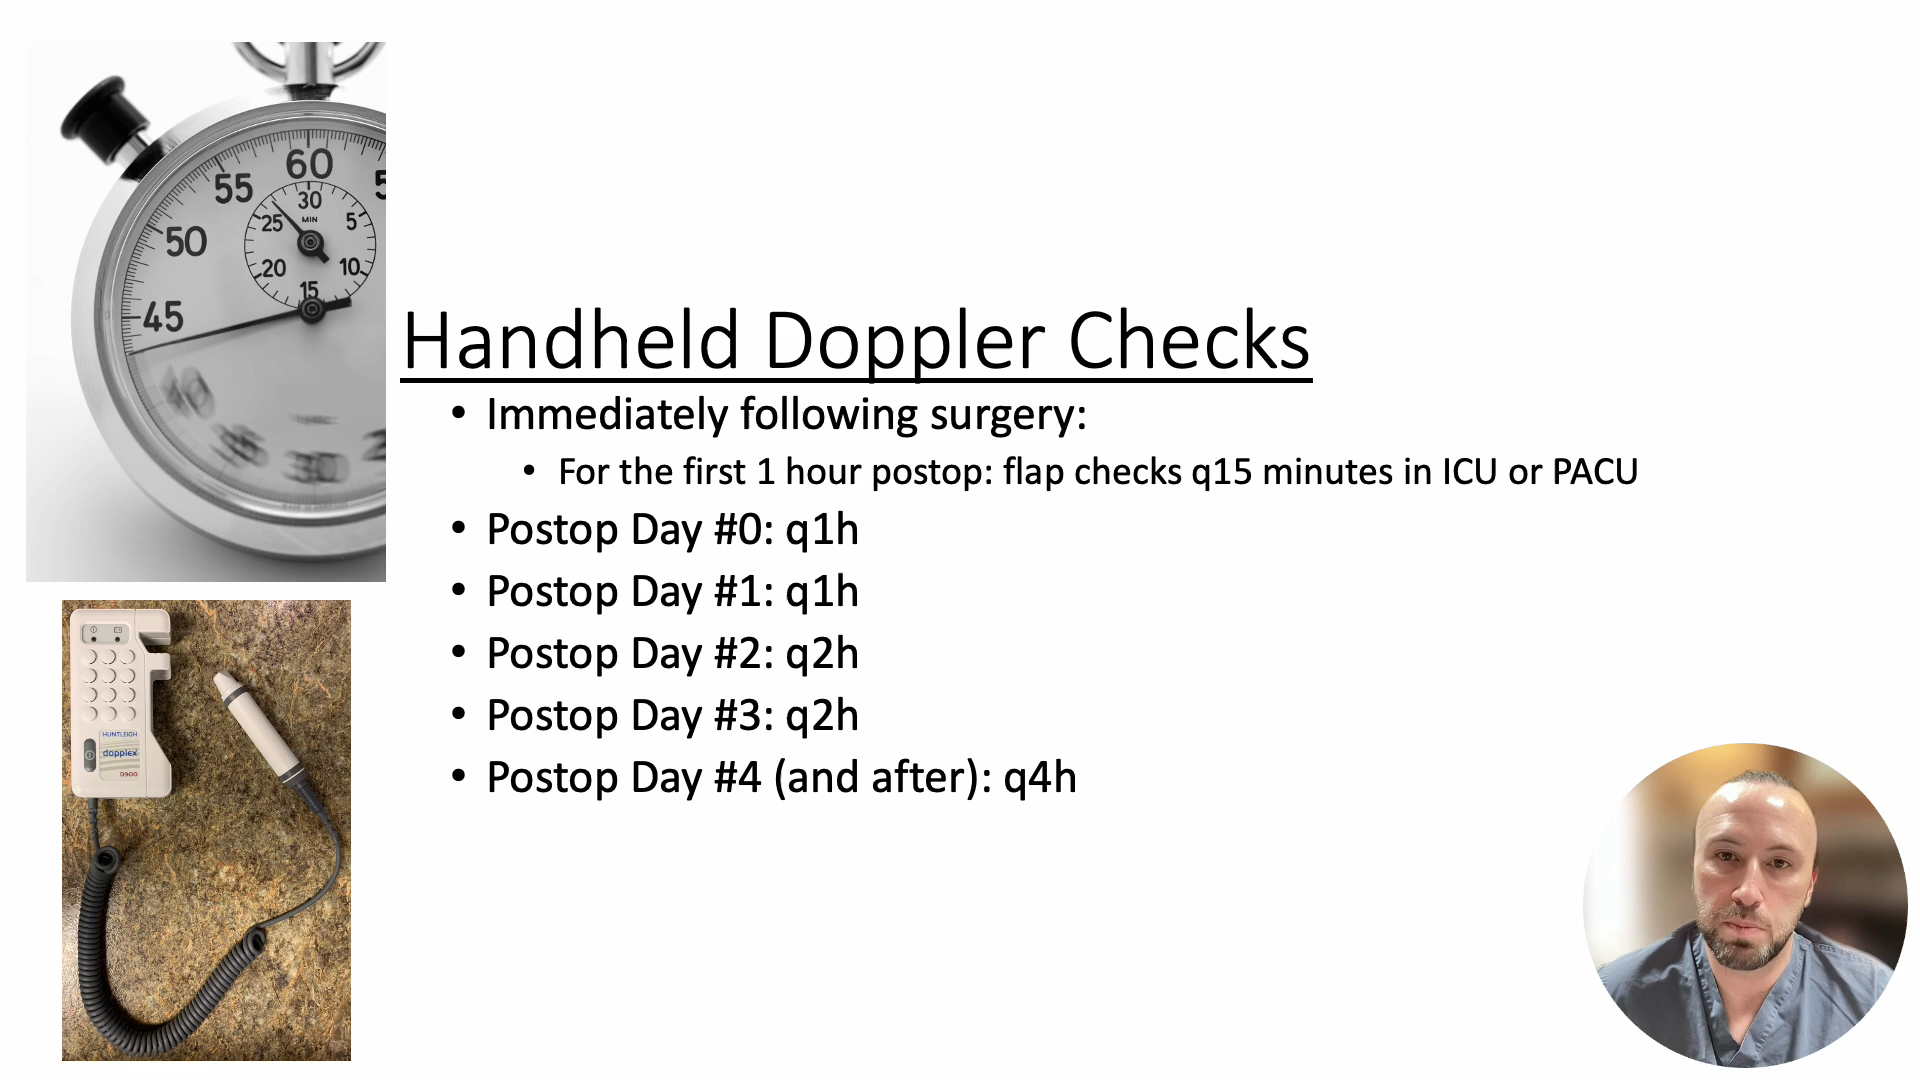 Handheld Doppler Checks
• Immediately following surgery:
• For the first 1 hour postop: flap checks q15 minutes in ICU or PACU
• Postop Day #0: q1h
• Postop Day #1: q1h
• Postop Day #2: q2h
• Postop Day #3: q2h
• Postop Day #4 (and after): q4h
60
55
50
45
30
MIN
25
5
20
10
15
HUNTLEIGH
dopplex
D900